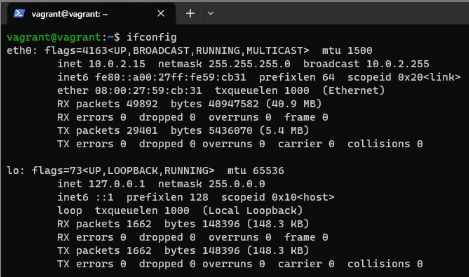 vagrant@vagrant: ~
vagrant@vagrant:~$ ifconfig
eth0: flags=4163<UP,BROADCAST,RUNNING,MULTICAST>  mtu 1500
        inet 10.0.2.15  netmask 255.255.255.0  broadcast 10.0.2.255
        inet6 fe80::a00:27ff:fe59:cb31  prefixlen 64  scopeid 0x20<link>
        ether 08:00:27:59:cb:31  txqueuelen 1000  (Ethernet)
        RX packets 49892  bytes 40947582 (40.9 MB)
        RX errors 0  dropped 0  overruns 0  frame 0
        TX packets 29401  bytes 5436070 (5.4 MB)
        TX errors 0  dropped 0 overruns 0  carrier 0  collisions 0
lo: flags=73<UP,LOOPBACK,RUNNING>  mtu 65536
        inet 127.0.0.1  netmask 255.0.0.0
        inet6 ::1  prefixlen 128  scopeid 0x10<host>
        loop  txqueuelen 1000  (Local Loopback)
        RX packets 1662  bytes 148396 (148.3 KB)
        RX errors 0  dropped 0  overruns 0  frame 0
        TX packets 1662  bytes 148396 (148.3 KB)
        TX errors 0  dropped 0 overruns 0  carrier 0  collisions 0